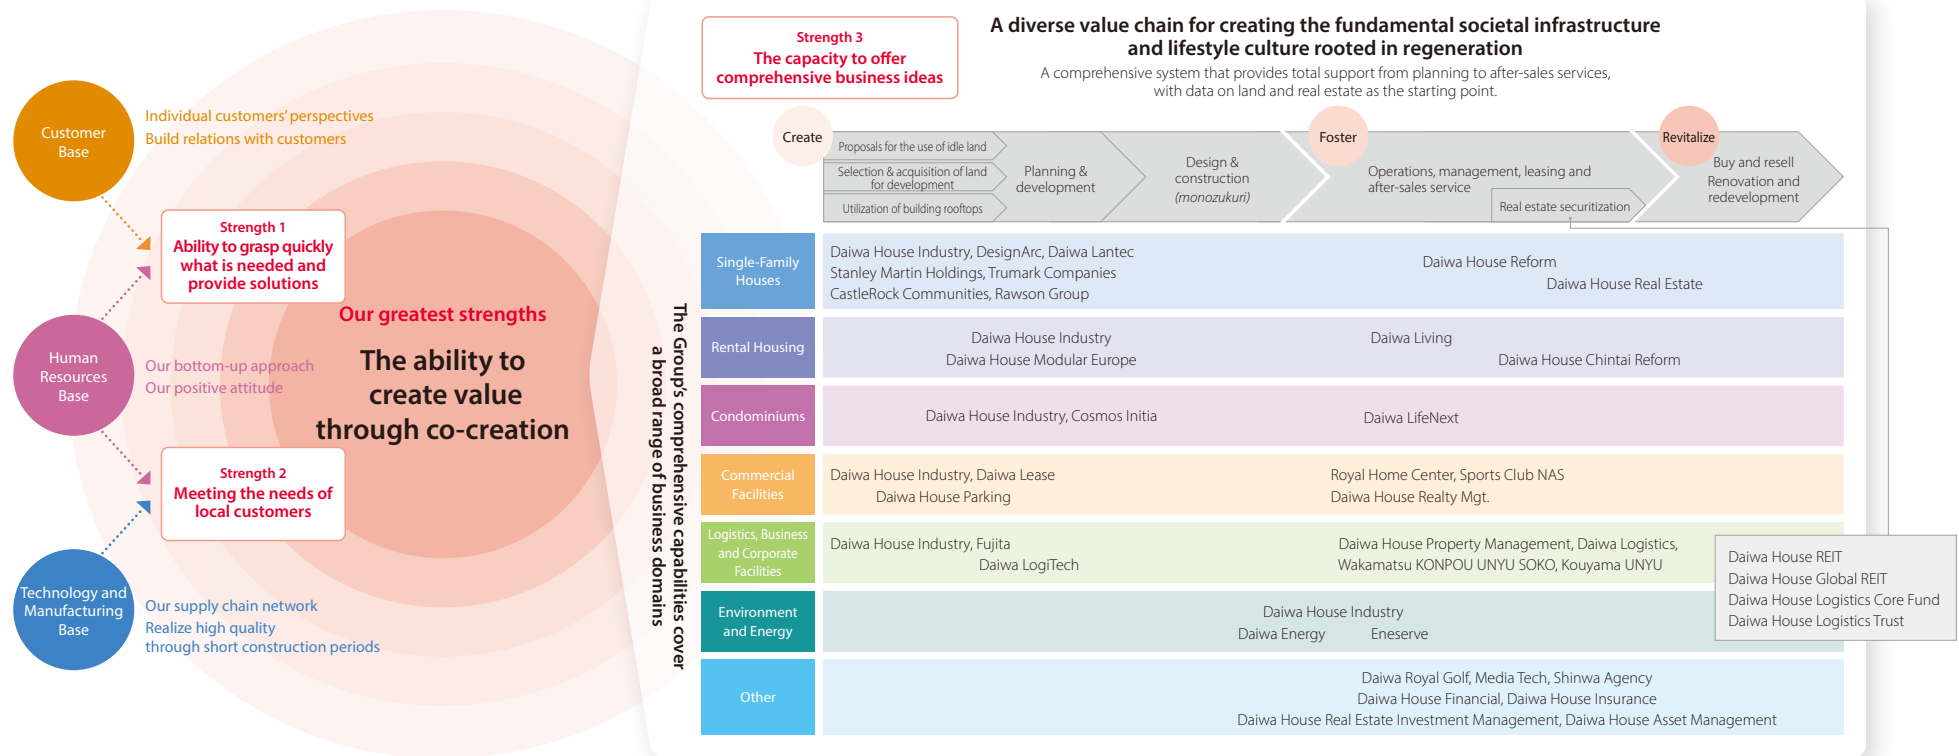 Customer
Base
Individual customers' perspectives
Build relations with customers
Strength 1
Ability to grasp quickly
what is needed and
provide solutions
Human
Resources
Base
Our bottom-up approach
Our positive attitude
Strength 2
Meeting the needs of
local customers
Technology and
Manufacturing
Base
Our supply chain network
Realize high quality
through short construction periods
Our greatest strengths
The ability to
create value
through co-creation
Strength 3
The capacity to offer
comprehensive business ideas
A diverse value chain for creating the fundamental societal infrastructure
and lifestyle culture rooted in regeneration
A comprehensive system that provides total support from planning to after-sales services,
with data on land and real estate as the starting point.
Create
Proposals for the use of idle land
Selection & acquisition of land
for development
Utilization of building rooftops
Planning &
development
Design &
construction
(monozukuri)
Foster
Operations, management, leasing and
after-sales service
Real estate securitization
Revitalize
Buy and resell
Renovation and
redevelopment
The Group's comprehensive capabilities cover
a broad range of business domains
Single-Family
Houses
Daiwa House Industry, DesignArc, Daiwa Lantec
Stanley Martin Holdings, Trumark Companies
CastleRock Communities, Rawson Group
Daiwa House Reform
Daiwa House Real Estate
Rental Housing
Daiwa House Industry
Daiwa House Modular Europe
Daiwa Living
Daiwa House Chintai Reform
Condominiums
Daiwa House Industry, Cosmos Initia
Daiwa LifeNext
Commercial
Facilities
Daiwa House Industry, Daiwa Lease
Daiwa House Parking
Royal Home Center, Sports Club NAS
Daiwa House Realty Mgt.
Logistics, Business
and Corporate
Facilities
Daiwa House Industry, Fujita
Daiwa LogiTech
Daiwa House Property Management, Daiwa Logistics,
Wakamatsu KONPOU UNYU SOKO, Kouyama UNYU
Daiwa House REIT
Daiwa House Global REIT
Daiwa House Logistics Core Fund
Daiwa House Logistics Trust
Environment
and Energy
Daiwa House Industry
Daiwa Energy Eneserve
Other
Daiwa Royal Golf, Media Tech, Shinwa Agency
Daiwa House Financial, Daiwa House Insurance
Daiwa House Real Estate Investment Management, Daiwa House Asset Management